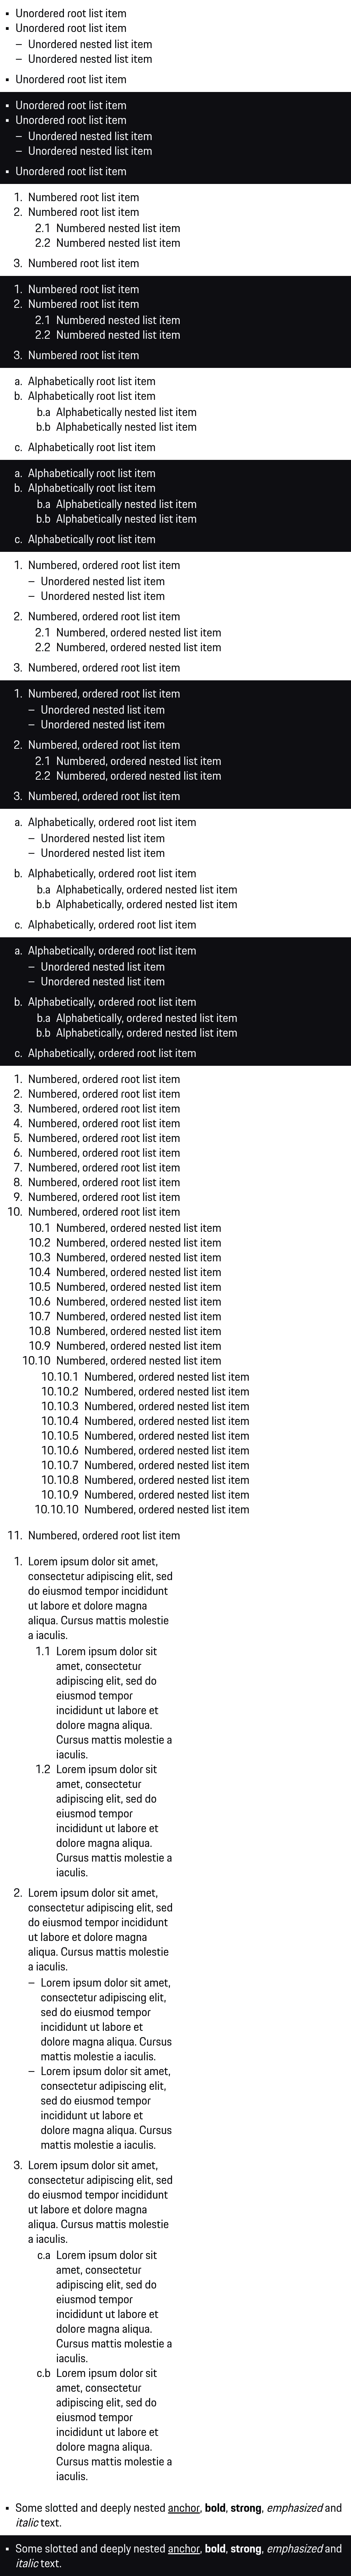 ▪ Unordered root list item
▪ Unordered root list item
– Unordered nested list item
– Unordered nested list item
▪ Unordered root list item
▪ Unordered root list item
▪ Unordered root list item
– Unordered nested list item
– Unordered nested list item
▪ Unordered root list item
1. Numbered root list item
2. Numbered root list item
2.1 Numbered nested list item
2.2 Numbered nested list item
3. Numbered root list item
1. Numbered root list item
2. Numbered root list item
2.1 Numbered nested list item
2.2 Numbered nested list item
3. Numbered root list item
a. Alphabetically root list item
b. Alphabetically root list item
b.a Alphabetically nested list item
b.b Alphabetically nested list item
c. Alphabetically root list item
a. Alphabetically root list item
b. Alphabetically root list item
b.a Alphabetically nested list item
b.b Alphabetically nested list item
c. Alphabetically root list item
1. Numbered, ordered root list item
– Unordered nested list item
– Unordered nested list item
2. Numbered, ordered root list item
2.1 Numbered, ordered nested list item
2.2 Numbered, ordered nested list item
3. Numbered, ordered root list item
1. Numbered, ordered root list item
– Unordered nested list item
– Unordered nested list item
2. Numbered, ordered root list item
2.1 Numbered, ordered nested list item
2.2 Numbered, ordered nested list item
3. Numbered, ordered root list item
a. Alphabetically, ordered root list item
– Unordered nested list item
– Unordered nested list item
b. Alphabetically, ordered root list item
b.a Alphabetically, ordered nested list item
b.b Alphabetically, ordered nested list item
c. Alphabetically, ordered root list item
a. Alphabetically, ordered root list item
– Unordered nested list item
– Unordered nested list item
b. Alphabetically, ordered root list item
b.a Alphabetically, ordered nested list item
b.b Alphabetically, ordered nested list item
c. Alphabetically, ordered root list item
1. Numbered, ordered root list item
2. Numbered, ordered root list item
3. Numbered, ordered root list item
4. Numbered, ordered root list item
5. Numbered, ordered root list item
6. Numbered, ordered root list item
7. Numbered, ordered root list item
8. Numbered, ordered root list item
9. Numbered, ordered root list item
10. Numbered, ordered root list item
10.1 Numbered, ordered nested list item
10.2 Numbered, ordered nested list item
10.3 Numbered, ordered nested list item
10.4 Numbered, ordered nested list item
10.5 Numbered, ordered nested list item
10.6 Numbered, ordered nested list item
10.7 Numbered, ordered nested list item
10.8 Numbered, ordered nested list item
10.9 Numbered, ordered nested list item
10.10 Numbered, ordered nested list item
10.10.1 Numbered, ordered nested list item
10.10.2 Numbered, ordered nested list item
10.10.3 Numbered, ordered nested list item
10.10.4 Numbered, ordered nested list item
10.10.5 Numbered, ordered nested list item
10.10.6 Numbered, ordered nested list item
10.10.7 Numbered, ordered nested list item
10.10.8 Numbered, ordered nested list item
10.10.9 Numbered, ordered nested list item
10.10.10 Numbered, ordered nested list item
11. Numbered, ordered root list item
1. Lorem ipsum dolor sit amet,
consectetur adipiscing elit, sed
do eiusmod tempor incididunt
ut labore et dolore magna
aliqua. Cursus mattis molestie
a iaculis.
1.1 Lorem ipsum dolor sit
amet, consectetur
adipiscing elit, sed do
eiusmod tempor
incididunt ut labore et
dolore magna aliqua.
Cursus mattis molestie a
iaculis.
1.2 Lorem ipsum dolor sit
amet, consectetur
adipiscing elit, sed do
eiusmod tempor
incididunt ut labore et
dolore magna aliqua.
Cursus mattis molestie a
iaculis.
2. Lorem ipsum dolor sit amet,
consectetur adipiscing elit, sed
do eiusmod tempor incididunt
ut labore et dolore magna
aliqua. Cursus mattis molestie
a iaculis.
– Lorem ipsum dolor sit amet,
consectetur adipiscing elit,
sed do eiusmod tempor
incididunt ut labore et
dolore magna aliqua. Cursus
mattis molestie a iaculis.
– Lorem ipsum dolor sit amet,
consectetur adipiscing elit,
sed do eiusmod tempor
incididunt ut labore et
dolore magna aliqua. Cursus
mattis molestie a iaculis.
3. Lorem ipsum dolor sit amet,
consectetur adipiscing elit, sed
do eiusmod tempor incididunt
ut labore et dolore magna
aliqua. Cursus mattis molestie
a iaculis.
c.a Lorem ipsum dolor sit
amet, consectetur
adipiscing elit, sed do
eiusmod tempor
incididunt ut labore et
dolore magna aliqua.
Cursus mattis molestie a
iaculis.
c.b Lorem ipsum dolor sit
amet, consectetur
adipiscing elit, sed do
eiusmod tempor
incididunt ut labore et
dolore magna aliqua.
Cursus mattis molestie a
iaculis.
▪ Some slotted and deeply nested anchor, bold, strong, emphasized and
italic text.
▪ Some slotted and deeply nested anchor, bold, strong, emphasized and
italic text.